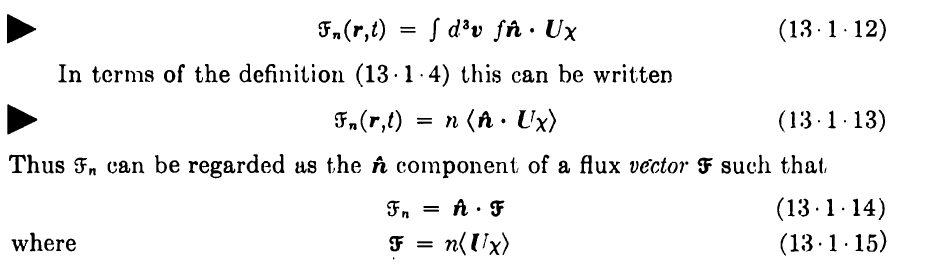 ▶ ℱₙ(r,t) = ∫ d³v fn̂ · Uχ (13·1·12)
In terms of the definition (13·1·4) this can be written
▶ ℱₙ(r,t) = n ⟨n̂ · Uχ⟩ (13·1·13)
Thus ℱₙ can be regarded as the n̂ component of a flux vector ℱ such that
ℱₙ = n̂ · ℱ (13·1·14)
where ℱ = n⟨Uχ⟩ (13·1·15)